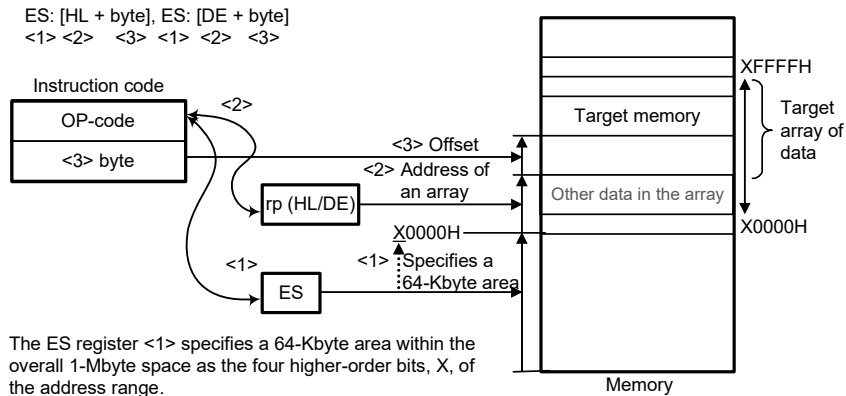 ES: [HL + byte], ES: [DE + byte]
<1> <2> <3> <1> <2> <3>
Instruction code
OP-code
<3> byte
<2>
<3> Offset
<2> Address of
an array
rp (HL/DE)
X0000H
<1> Specifies a
64-Kbyte area
<1>
ES
XFFFFH
Target memory
Target
array of
data
Other data in the array
X0000H
Memory
The ES register <1> specifies a 64-Kbyte area within the
overall 1-Mbyte space as the four higher-order bits, X, of
the address range.